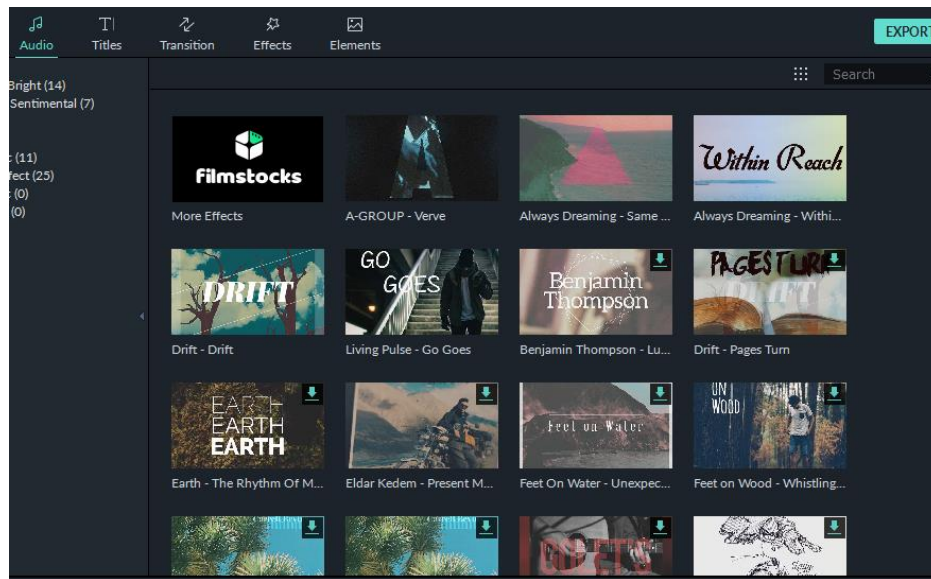 Audio
Titles
Transition
Effects
Elements
EXPORT
Search
Bright (14)
Sentimental (7)
(11)
fect (25)
(0)
(0)
filmstocks
Within Reach
More Effects
A-GROUP - Verve
Always Dreaming - Same ...
Always Dreaming - Withi...
DRIFT
GO
GOES
Benjamin
Thompson
PAGES TURN
DRIFT
Drift - Drift
Living Pulse - Go Goes
Benjamin Thompson - Lu...
Drift - Pages Turn
EARTH
EARTH
EARTH
Feet on Water
ON
WOOD
Earth - The Rhythm Of M...
Eldar Kedem - Present M...
Feet On Water - Unexpec...
Feet on Wood - Whistling...